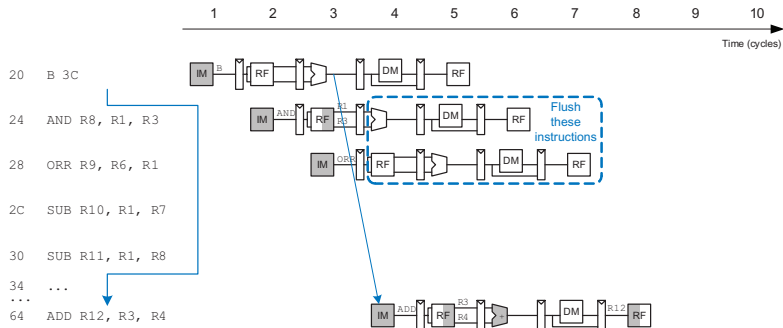 1 2 3 4 5 6 7 8 9 10
Time (cycles)
20 B 3C IM B RF DM RF
24 AND R8, R1, R3 IM AND RF R1 R3 DM RF
Flush these instructions
28 ORR R9, R6, R1 IM ORR RF DM RF
2C SUB R10, R1, R7
30 SUB R11, R1, R8
34 ...
...
64 ADD R12, R3, R4 IM ADD RF R3 R4 + DM R12 RF